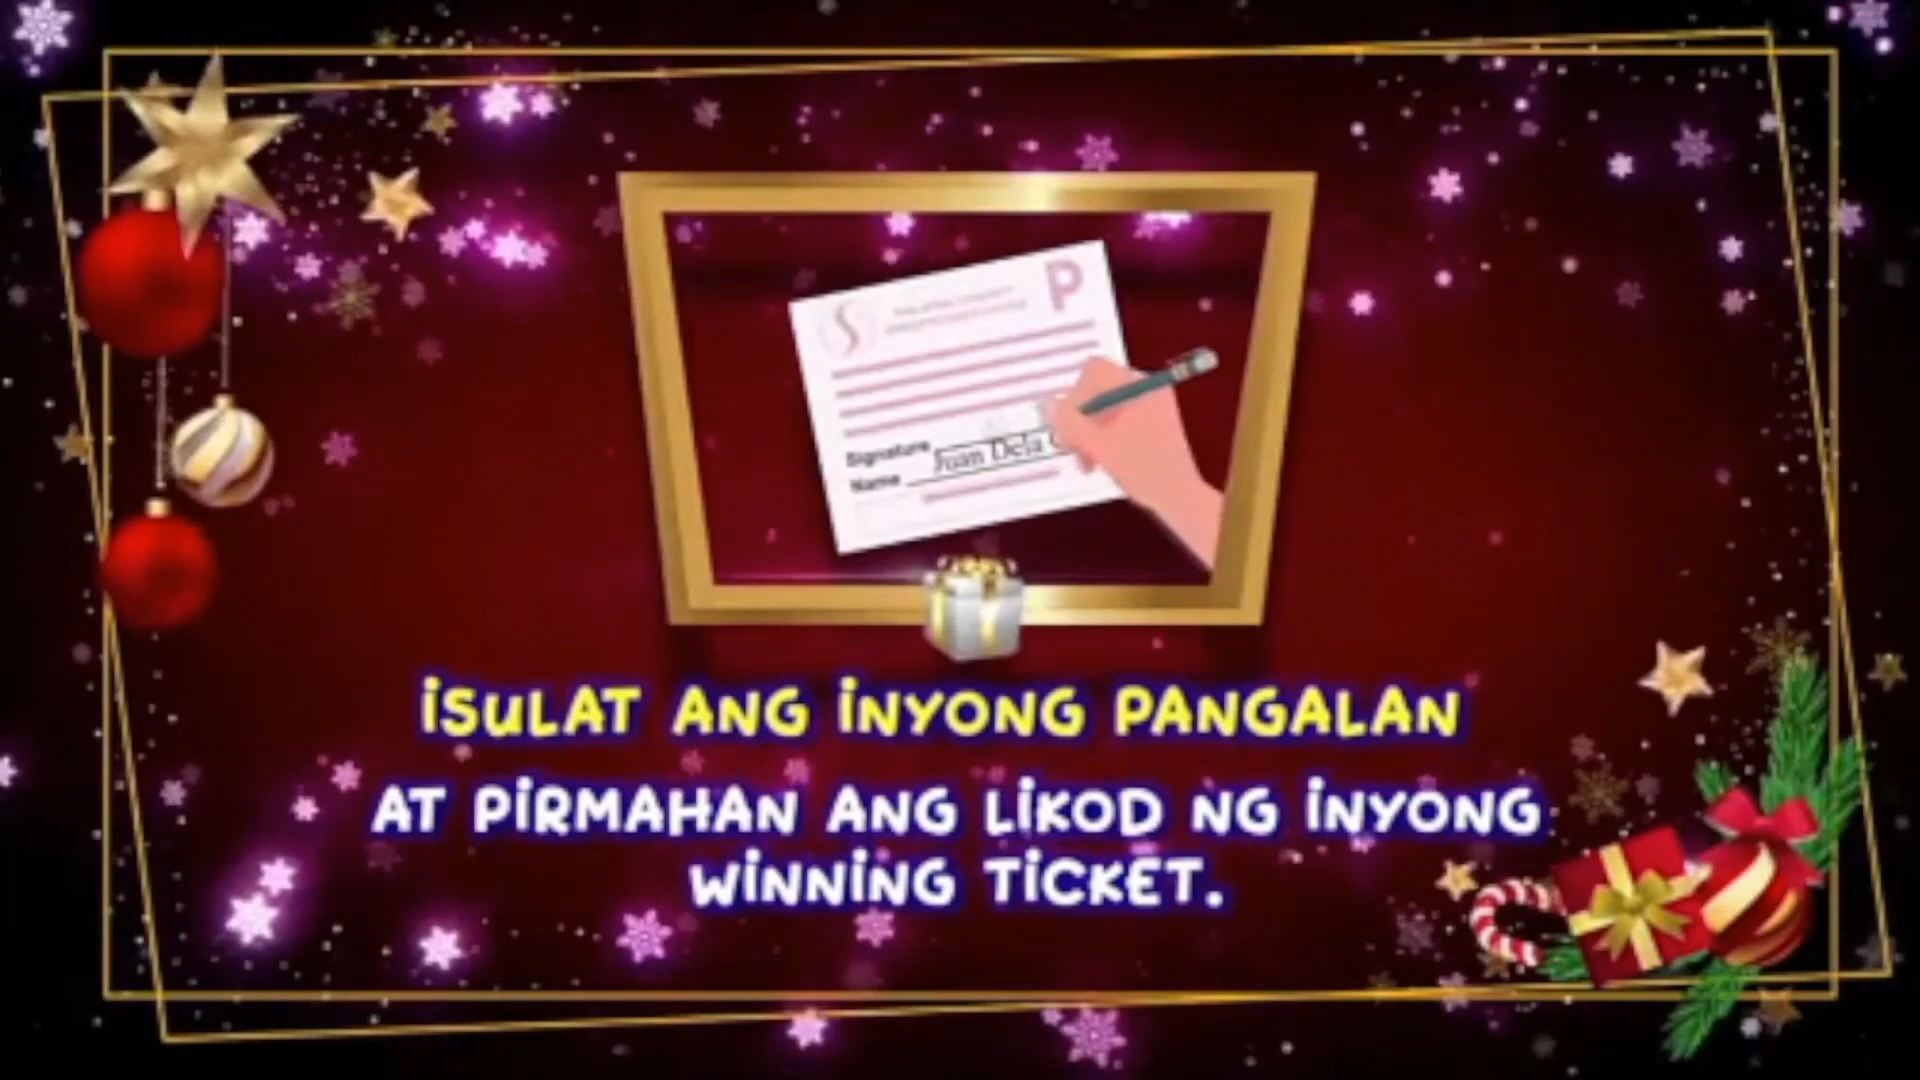 P
Signature Juan Dela
Name
iSULAT ANG iNYONG PANGALAN
AT PiRMAHAN ANG LiKOD NG iNYONG
WiNNiNG TiCKET.